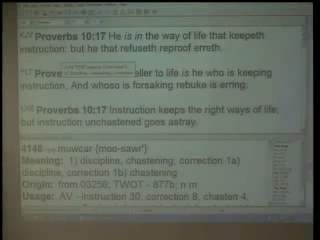 KJV Proverbs 10:17 He is in the way of life that keepeth
instruction: but he that refuseth reproof erreth.
YLT Prove eller to life is he who is keeping
instruction, And whoso is forsaking rebuke is erring.
LXE Proverbs 10:17 Instruction keeps the right ways of life;
but instruction unchastened goes astray.
4148 muwcar {moo-sawr'}
Meaning: 1) discipline, chastening, correction 1a)
discipline, correction 1b) chastening
Origin: from 03256; TWOT - 877b; n m
Usage: AV - instruction 30, correction 8, chasten 4,